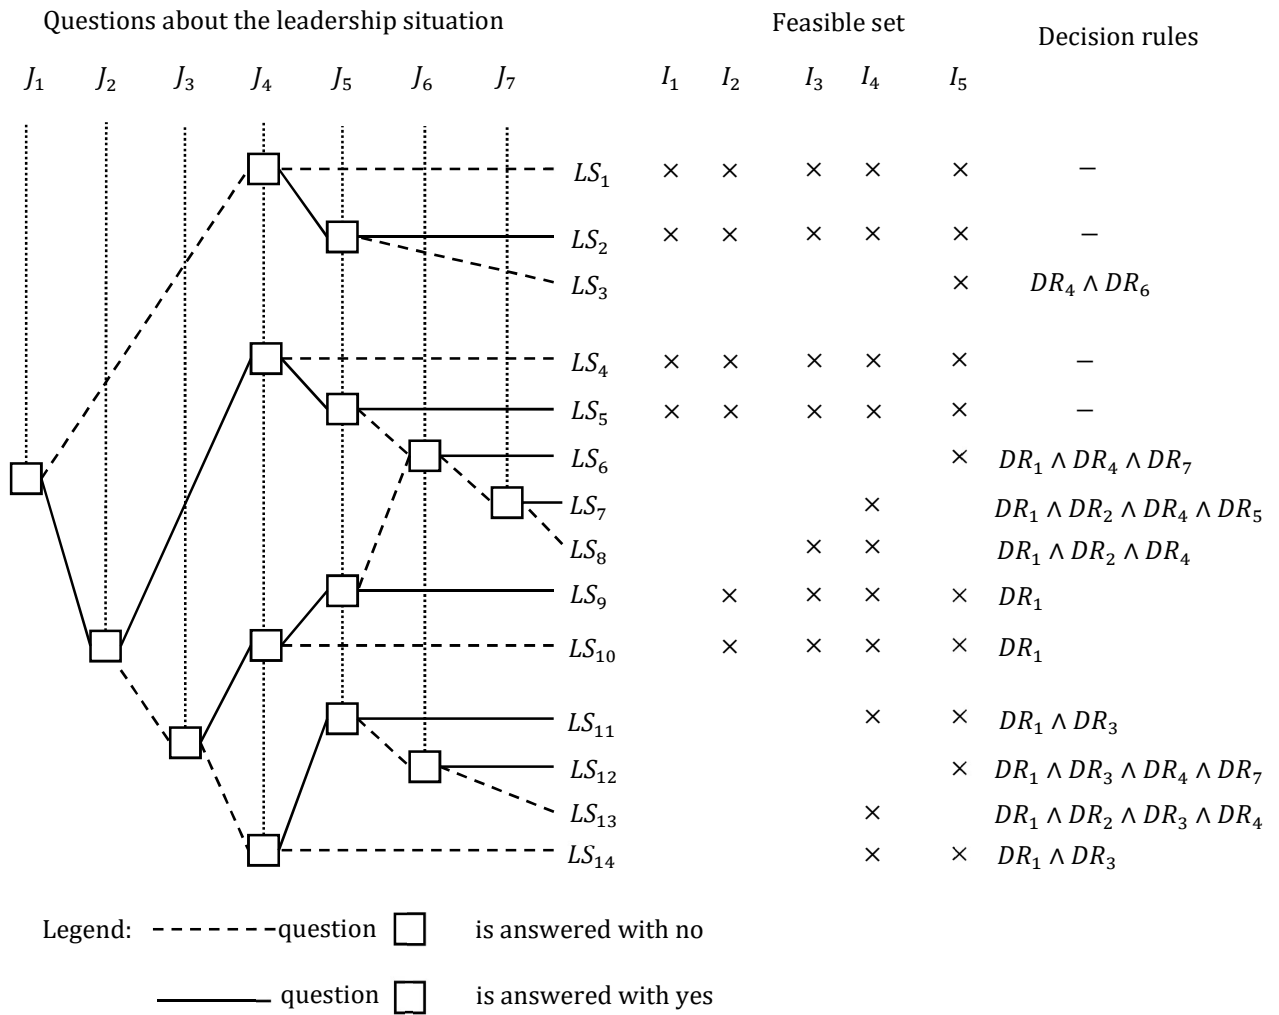 Questions about the leadership situation Feasible set Decision rules
J₁ J₂ J₃ J₄ J₅ J₆ J₇ I₁ I₂ I₃ I₄ I₅
LS₁ × × × × × −
LS₂ × × × × × −
LS₃ × DR₄ ∧ DR₆
LS₄ × × × × × −
LS₅ × × × × × −
LS₆ × DR₁ ∧ DR₄ ∧ DR₇
LS₇ × DR₁ ∧ DR₂ ∧ DR₄ ∧ DR₅
LS₈ × × DR₁ ∧ DR₂ ∧ DR₄
LS₉ × × × × DR₁
LS₁₀ × × × × DR₁
LS₁₁ × × DR₁ ∧ DR₃
LS₁₂ × DR₁ ∧ DR₃ ∧ DR₄ ∧ DR₇
LS₁₃ × DR₁ ∧ DR₂ ∧ DR₃ ∧ DR₄
LS₁₄ × × DR₁ ∧ DR₃
Legend: question is answered with no
question is answered with yes